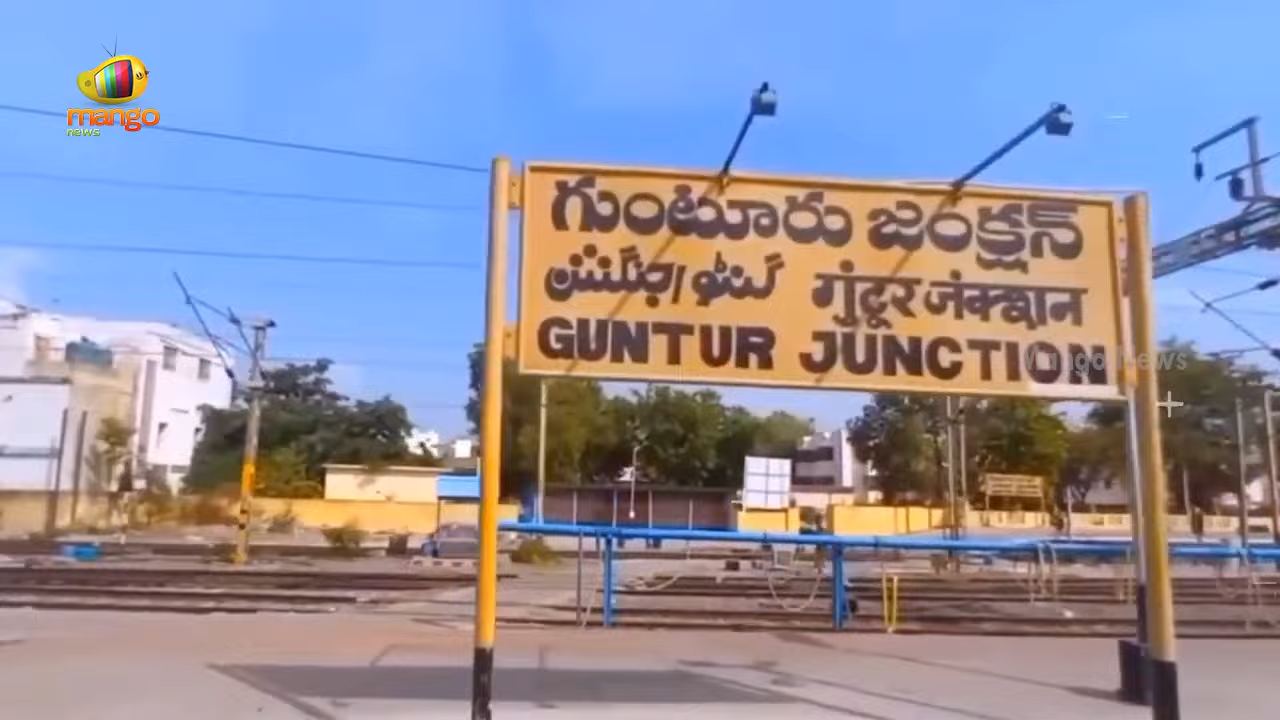 mango
news
గుంటూరు జంక్షన్
گنٹور جنکشن गुंटूर जंक्शन
GUNTUR JUNCTION
Mango News